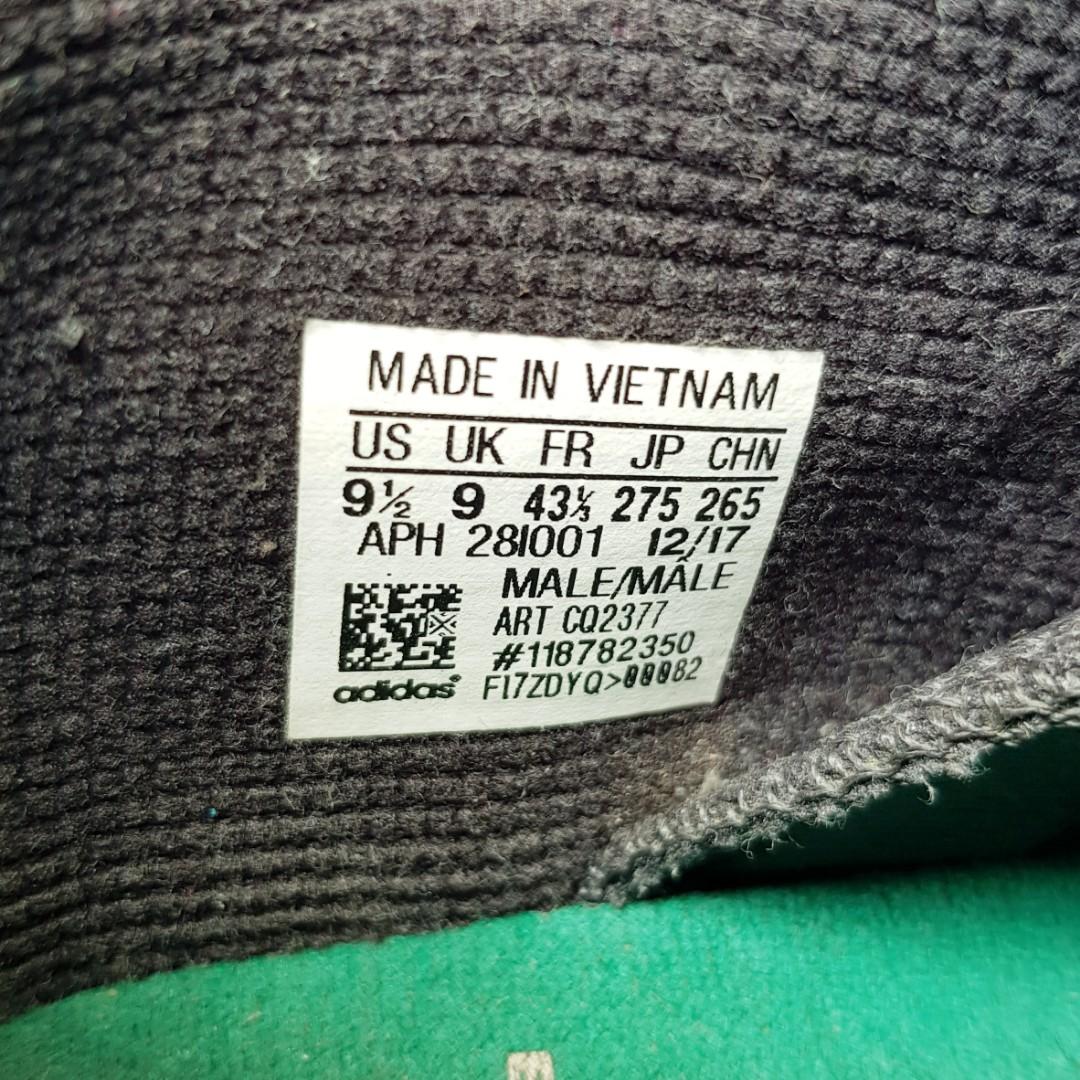 MADE IN VIETNAM
US UK FR JP CHN
9½ 9 43⅓ 275 265
APH 281001 12/17
MALE/MÂLE
ART CQ2377
#118782350
adidas® F17ZDYQ>00082